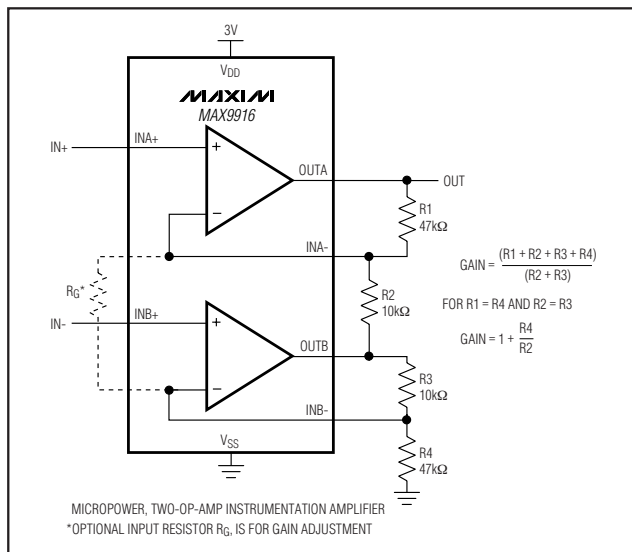 3V
VDD
MAXIM
MAX9916
IN+
INA+
OUTA
OUT
R1
47kΩ
INA-
GAIN = (R1 + R2 + R3 + R4)
(R2 + R3)
RG*
R2
10kΩ
FOR R1 = R4 AND R2 = R3
IN-
INB+
OUTB
GAIN = 1 + R4
R2
R3
10kΩ
INB-
VSS
R4
47kΩ
MICROPOWER, TWO-OP-AMP INSTRUMENTATION AMPLIFIER
*OPTIONAL INPUT RESISTOR RG, IS FOR GAIN ADJUSTMENT